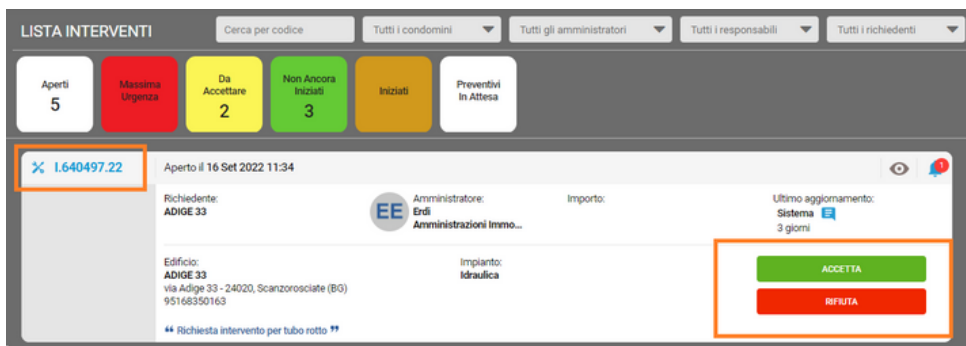 LISTA INTERVENTI
Cerca per codice
Tutti i condomini
Tutti gli amministratori
Tutti i responsabili
Tutti i richiedenti
Aperti
5
Massima
Urgenza
Da
Accettare
2
Non Ancora
Iniziati
3
Iniziati
Preventivi
In Attesa
I.640497.22
Aperto il 16 Set 2022 11:34
1
Richiedente:
ADIGE 33
EE
Amministratore:
Erdi
Amministrazioni Immo...
Importo:
Ultimo aggiornamento:
Sistema
3 giorni
Edificio:
ADIGE 33
via Adige 33 - 24020, Scanzorosciate (BG)
95168350163
Impianto:
Idraulica
ACCETTA
RIFIUTA
❝ Richiesta intervento per tubo rotto ❞